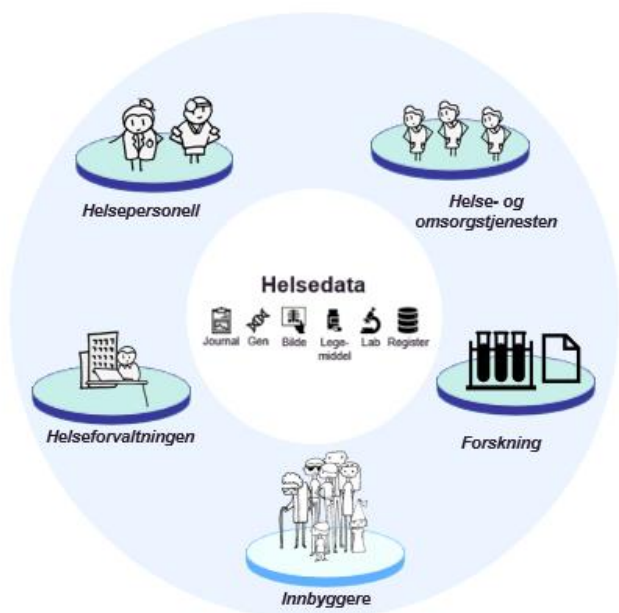 Helsepersonell
Helse- og
omsorgstjenesten
Helsedata
Journal Gen Bilde Lege-
middel Lab Register
Helseforvaltningen
Forskning
Innbyggere